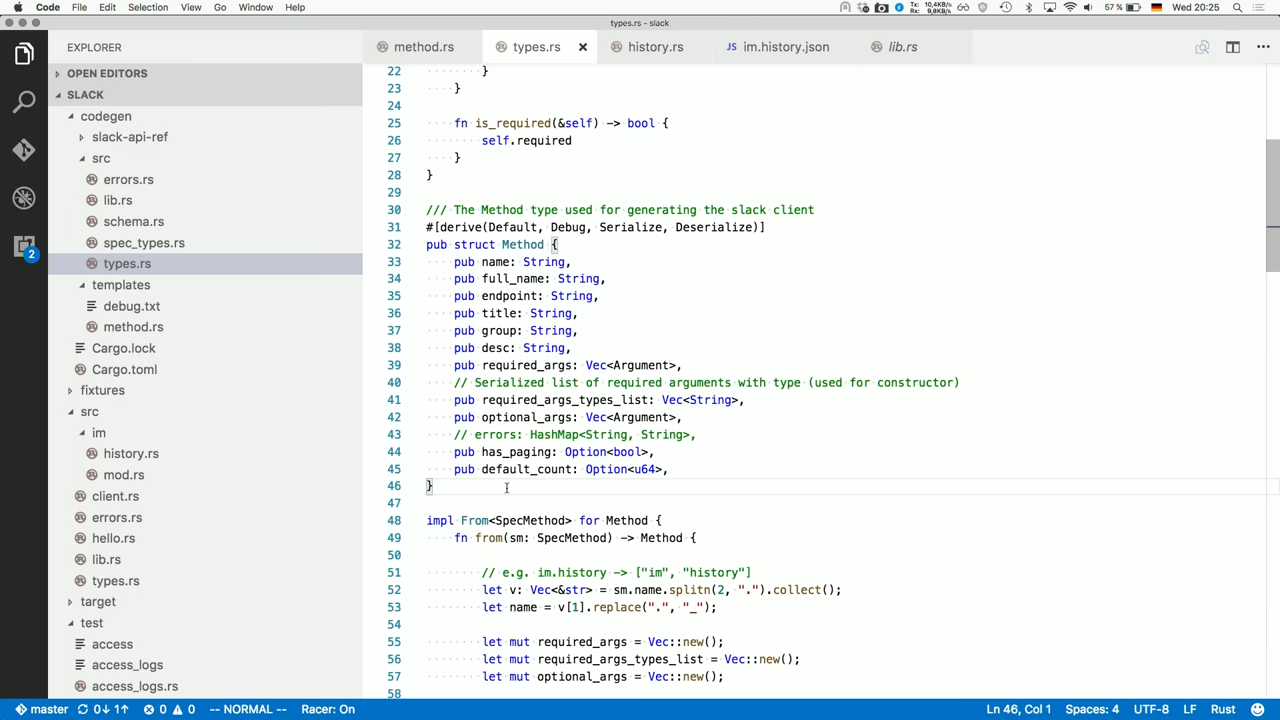 Code File Edit Selection View Go Window Help
Tx: 10,4KB/s
Rx: 9,8KB/s
57 % Wed 20:25
types.rs - slack
EXPLORER
OPEN EDITORS
SLACK
codegen
slack-api-ref
src
errors.rs
lib.rs
schema.rs
spec_types.rs
types.rs
templates
debug.txt
method.rs
Cargo.lock
Cargo.toml
fixtures
src
im
history.rs
mod.rs
client.rs
errors.rs
hello.rs
lib.rs
types.rs
target
test
access
access_logs
access_logs.rs
2
method.rs types.rs history.rs JS im.history.json lib.rs
22 }
23 }
24
25 fn is_required(&self) -> bool {
26 self.required
27 }
28 }
29
30 /// The Method type used for generating the slack client
31 #[derive(Default, Debug, Serialize, Deserialize)]
32 pub struct Method {
33 pub name: String,
34 pub full_name: String,
35 pub endpoint: String,
36 pub title: String,
37 pub group: String,
38 pub desc: String,
39 pub required_args: Vec<Argument>,
40 // Serialized list of required arguments with type (used for constructor)
41 pub required_args_types_list: Vec<String>,
42 pub optional_args: Vec<Argument>,
43 // errors: HashMap<String, String>,
44 pub has_paging: Option<bool>,
45 pub default_count: Option<u64>,
46 }
47
48 impl From<SpecMethod> for Method {
49 fn from(sm: SpecMethod) -> Method {
50
51 // e.g. im.history -> ["im", "history"]
52 let v: Vec<&str> = sm.name.splitn(2, ".").collect();
53 let name = v[1].replace(".", "_");
54
55 let mut required_args = Vec::new();
56 let mut required_args_types_list = Vec::new();
57 let mut optional_args = Vec::new();
58
master 0↓ 1↑ 0 0 -- NORMAL -- Racer: On Ln 46, Col 1 Spaces: 4 UTF-8 LF Rust